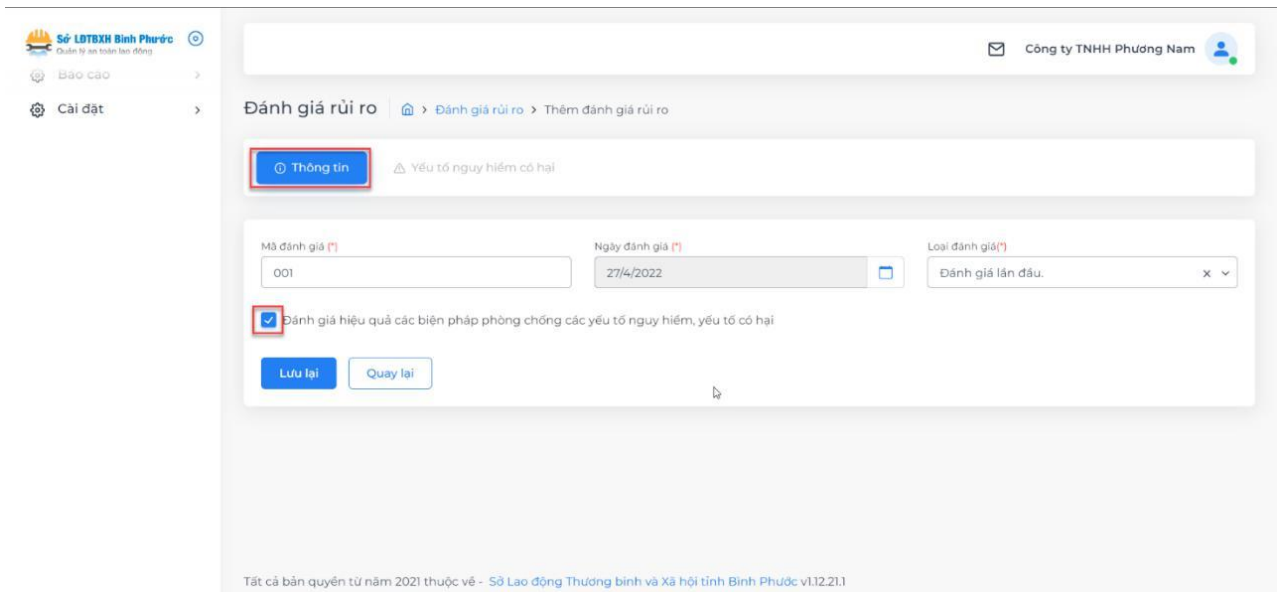 Sở LĐTBXH Bình Phước
Quản lý an toàn lao động
Công ty TNHH Phương Nam
Báo cáo
Cài đặt
Đánh giá rủi ro > Đánh giá rủi ro > Thêm đánh giá rủi ro
Thông tin
Yếu tố nguy hiểm có hại
Mã đánh giá (*)
Ngày đánh giá (*)
Loại đánh giá(*)
001
27/4/2022
Đánh giá lần đầu.
Đánh giá hiệu quả các biện pháp phòng chống các yếu tố nguy hiểm, yếu tố có hại
Lưu lại
Quay lại
Tất cả bản quyền từ năm 2021 thuộc về - Sở Lao động Thương binh và Xã hội tỉnh Bình Phước v1.12.21.1